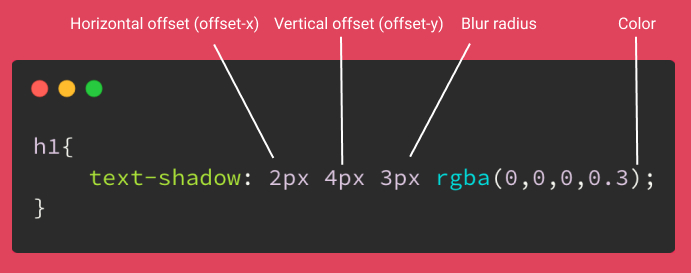 Horizontal offset (offset-x) Vertical offset (offset-y) Blur radius Color
h1{
    text-shadow: 2px 4px 3px rgba(0,0,0,0.3);
}